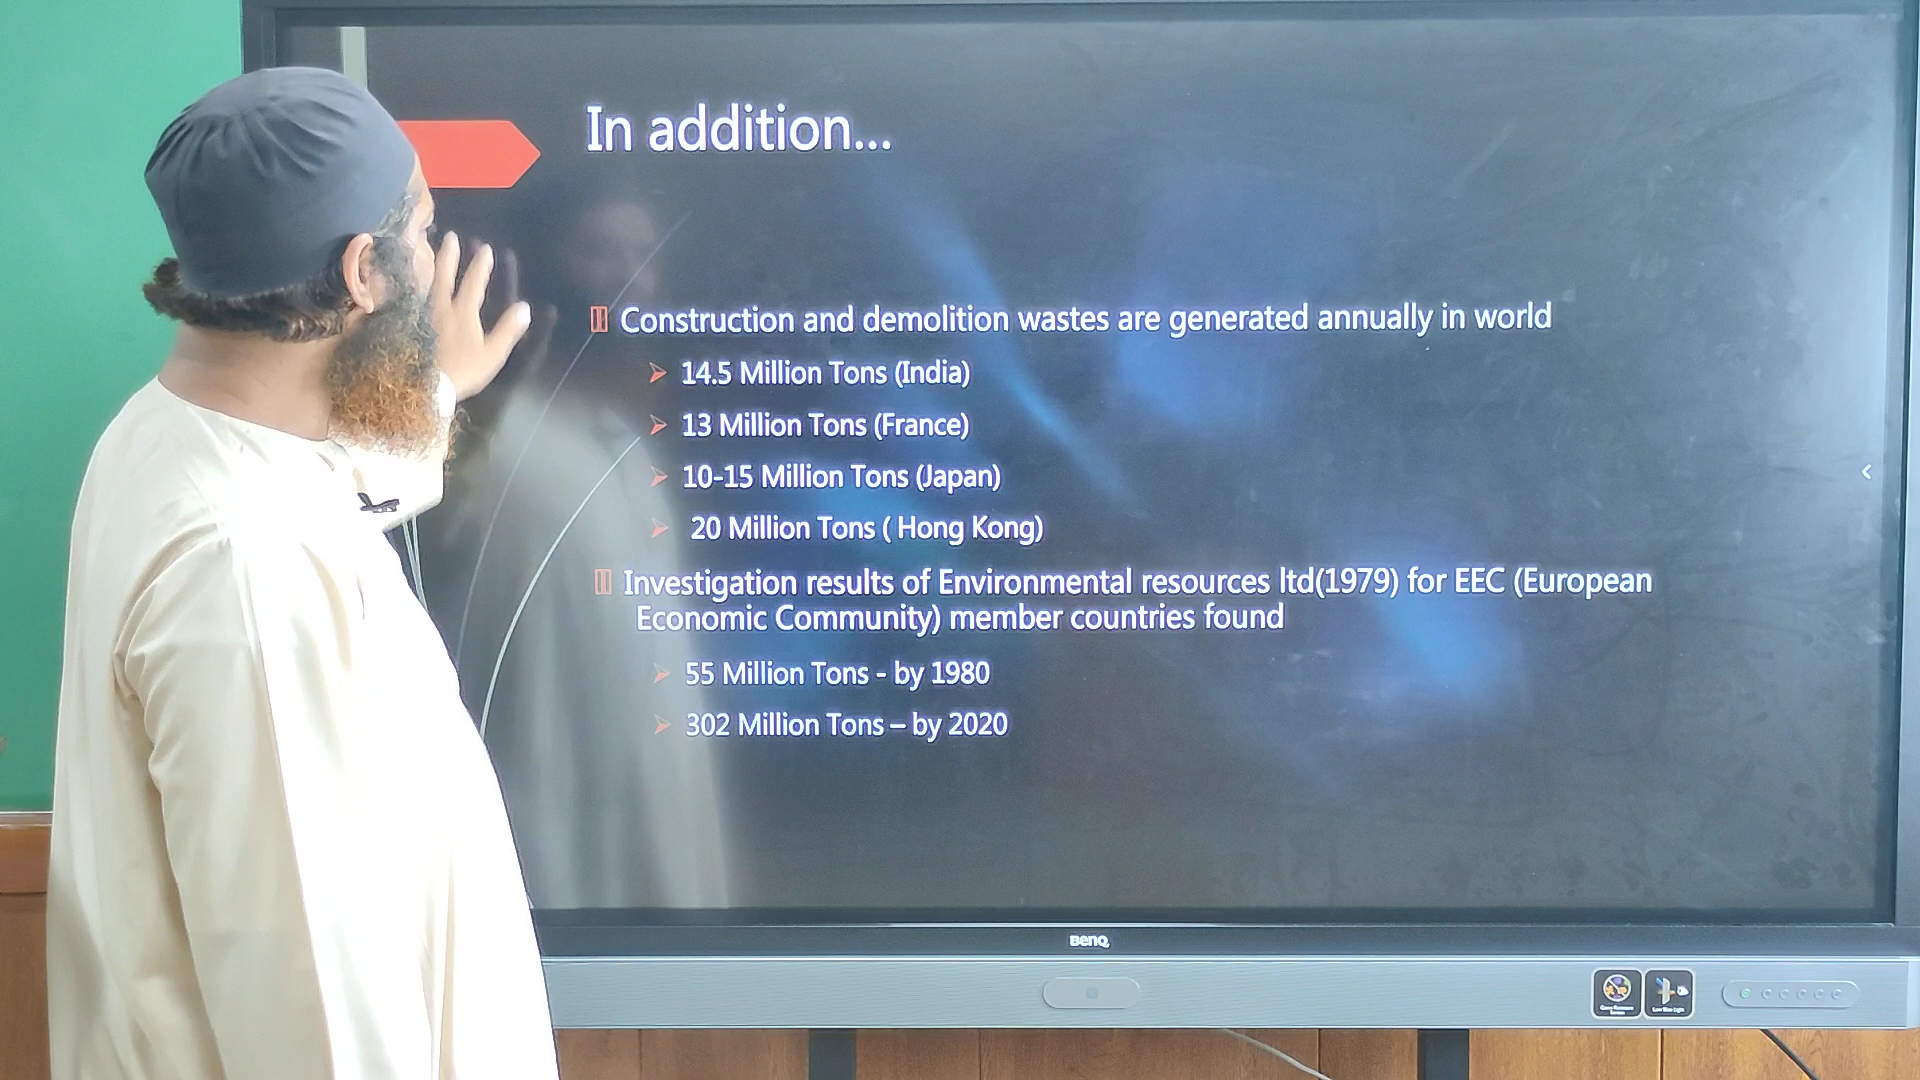 In addition...
Construction and demolition wastes are generated annually in world
14.5 Million Tons (India)
13 Million Tons (France)
10-15 Million Tons (Japan)
20 Million Tons ( Hong Kong)
Investigation results of Environmental resources ltd(1979) for EEC (European
Economic Community) member countries found
55 Million Tons - by 1980
302 Million Tons – by 2020
BenQ